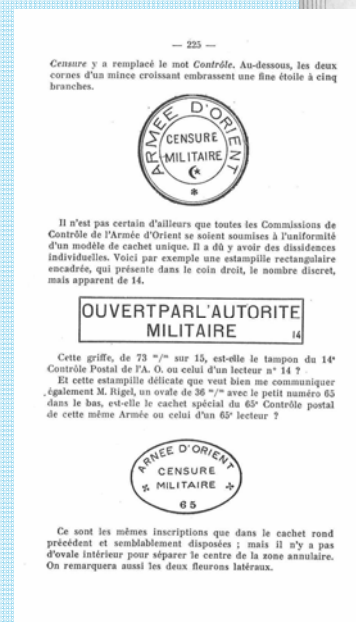 — 225 —
Censure y a remplacé le mot Contrôle. Au-dessous, les deux
cornes d'un mince croissant embrassent une fine étoile à cinq
branches.
ARMÉE D'ORIENT
CENSURE
MILITAIRE
Il n'est pas certain d'ailleurs que toutes les Commissions de
Contrôle de l'Armée d'Orient se soient soumises à l'uniformité
d'un modèle de cachet unique. Il a dû y avoir des dissidences
individuelles. Voici par exemple une estampille rectangulaire
encadrée, qui présente dans le coin droit, le nombre discret,
mais apparent de 14.
OUVERT PAR L'AUTORITE
MILITAIRE
14
Cette griffe, de 73 m/m sur 15, est-elle le tampon du 14e
Contrôle Postal de l'A. O. ou celui d'un lecteur n° 14 ?
Et cette estampille délicate que veut bien me communiquer
également M. Rigel, un ovale de 36 m/m avec le petit numéro 65
dans le bas, est-elle le cachet spécial du 65e Contrôle postal
de cette même Armée ou celui d'un 65e lecteur ?
ARMEE D'ORIENT
CENSURE
MILITAIRE
65
Ce sont les mêmes inscriptions que dans le cachet rond
précédent et semblablement disposées ; mais il n'y a pas
d'ovale intérieur pour séparer le centre de la zone annulaire.
On remarquera aussi les deux fleurons latéraux.